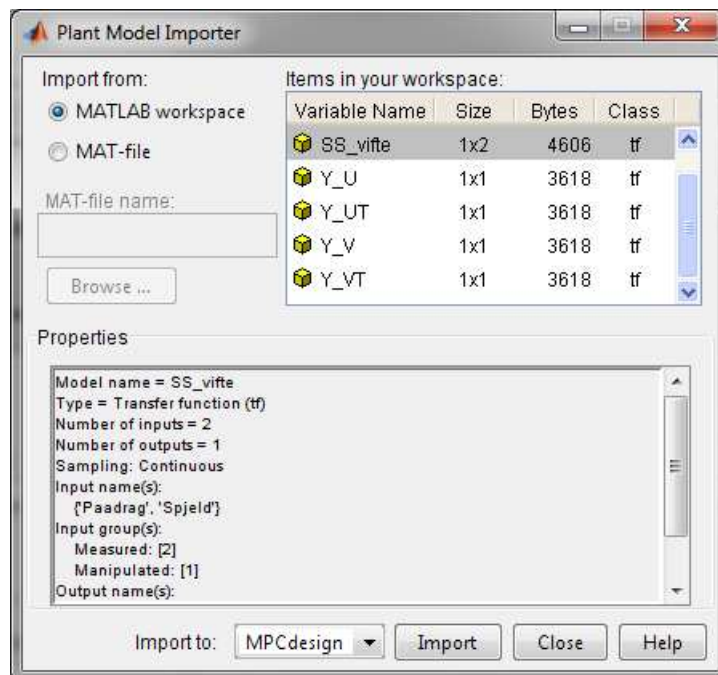 Plant Model Importer
Import from:
MATLAB workspace
MAT-file
MAT-file name:
Browse ...
Items in your workspace:
Variable Name Size Bytes Class
SS_vifte 1x2 4606 tf
Y_U 1x1 3618 tf
Y_UT 1x1 3618 tf
Y_V 1x1 3618 tf
Y_VT 1x1 3618 tf
Properties
Model name = SS_vifte
Type = Transfer function (tf)
Number of inputs = 2
Number of outputs = 1
Sampling: Continuous
Input name(s):
{'Paadrag', 'Spjeld'}
Input group(s):
Measured: [2]
Manipulated: [1]
Output name(s):
Import to: MPCdesign Import Close Help